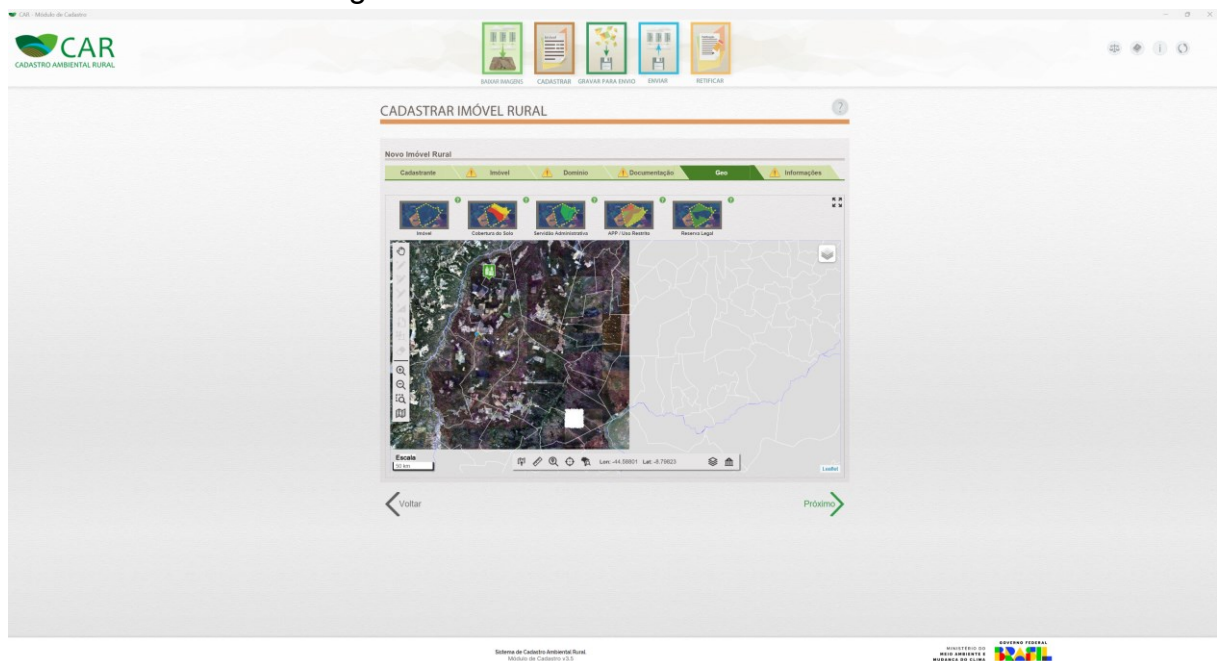 CAR - Módulo de Cadastro
CAR
CADASTRO AMBIENTAL RURAL
BAIXAR IMAGENS CADASTRAR GRAVAR PARA ENVIO ENVIAR RETIFICAR
CADASTRAR IMÓVEL RURAL ?
Novo Imóvel Rural
Cadastrante Imóvel Domínio Documentação Geo Informações
Imóvel Cobertura do Solo Servidão Administrativa APP / Uso Restrito Reserva Legal
Escala
50 km
Lon: -44.59801 Lat: -8.79823
Leaflet
Voltar Próximo
Sistema de Cadastro Ambiental Rural
Módulo de Cadastro v3.5
MINISTÉRIO DO
MEIO AMBIENTE E
MUDANÇA DO CLIMA
GOVERNO FEDERAL
BRASIL